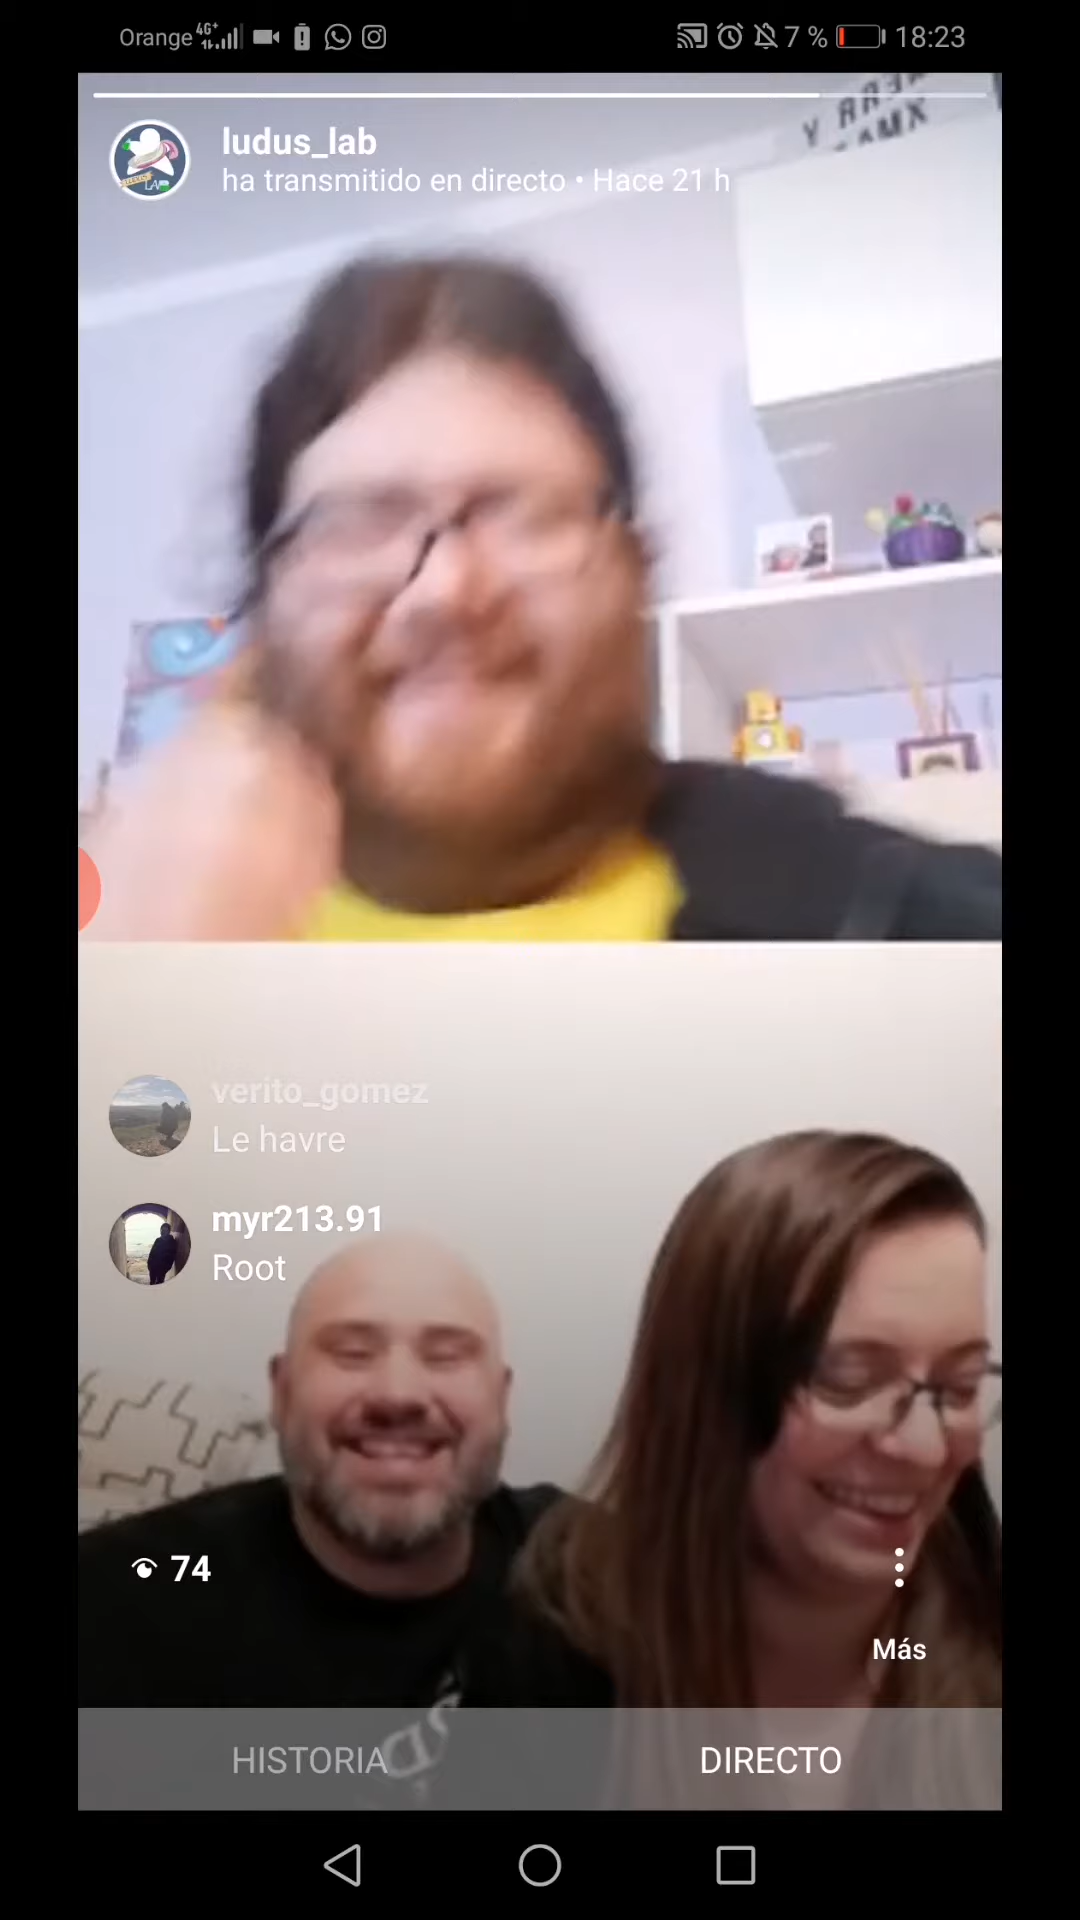 Orange 4G+ 7 % 18:23
ludus_lab
ha transmitido en directo • Hace 21 h
verito_gomez
Le havre
myr213.91
Root
74
Más
HISTORIA
DIRECTO